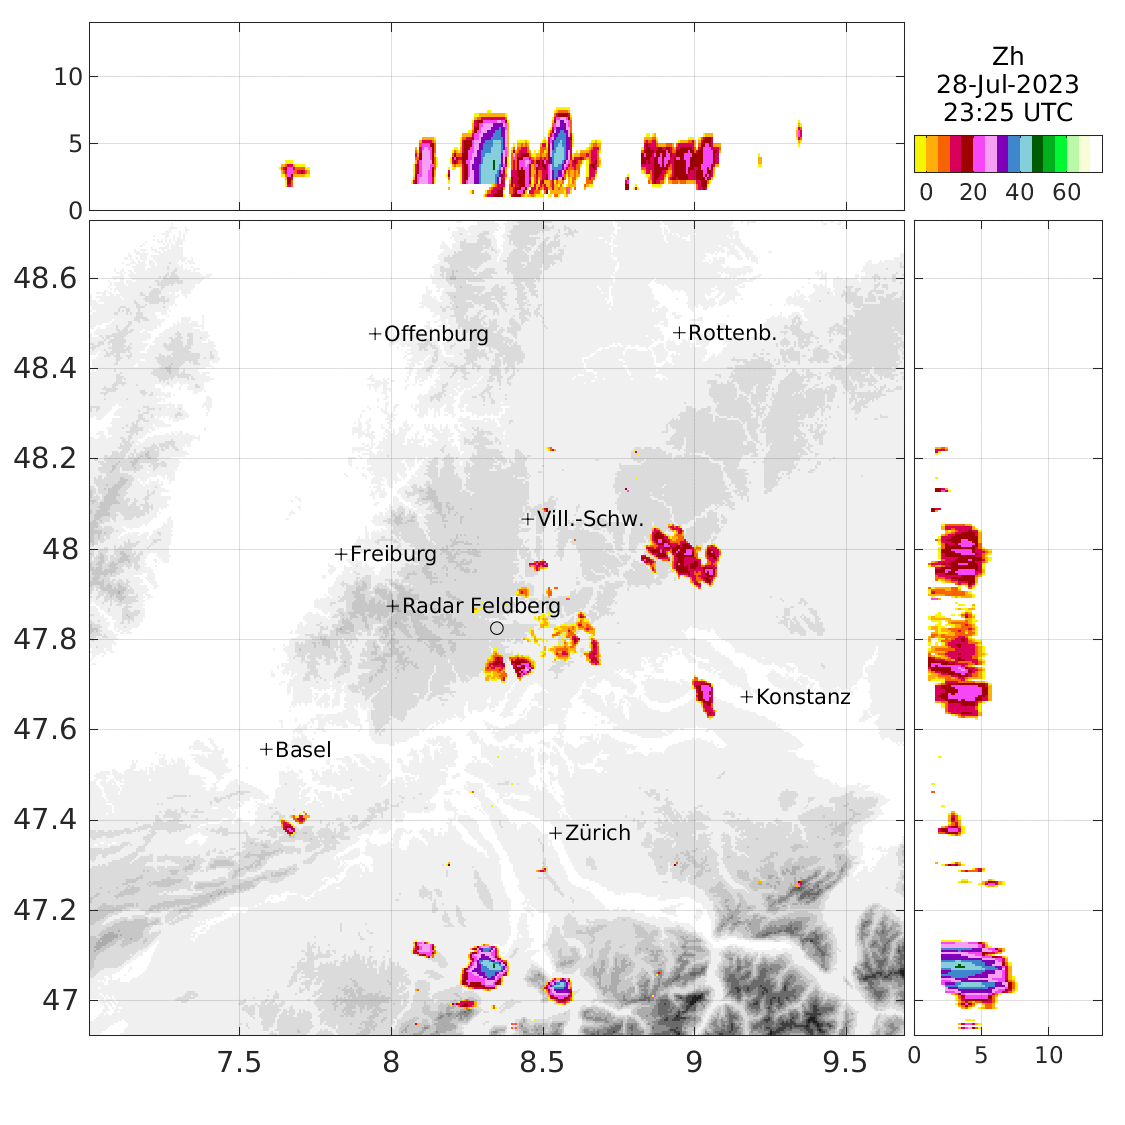 Zh
28-Jul-2023
23:25 UTC
0 20 40 60
10
5
0
48.6
48.4
48.2
48
47.8
47.6
47.4
47.2
47
+Offenburg
+Rottenb.
+Vill.-Schw.
+Freiburg
+Radar Feldberg
+Konstanz
+Basel
+Zürich
7.5 8 8.5 9 9.5
0 5 10